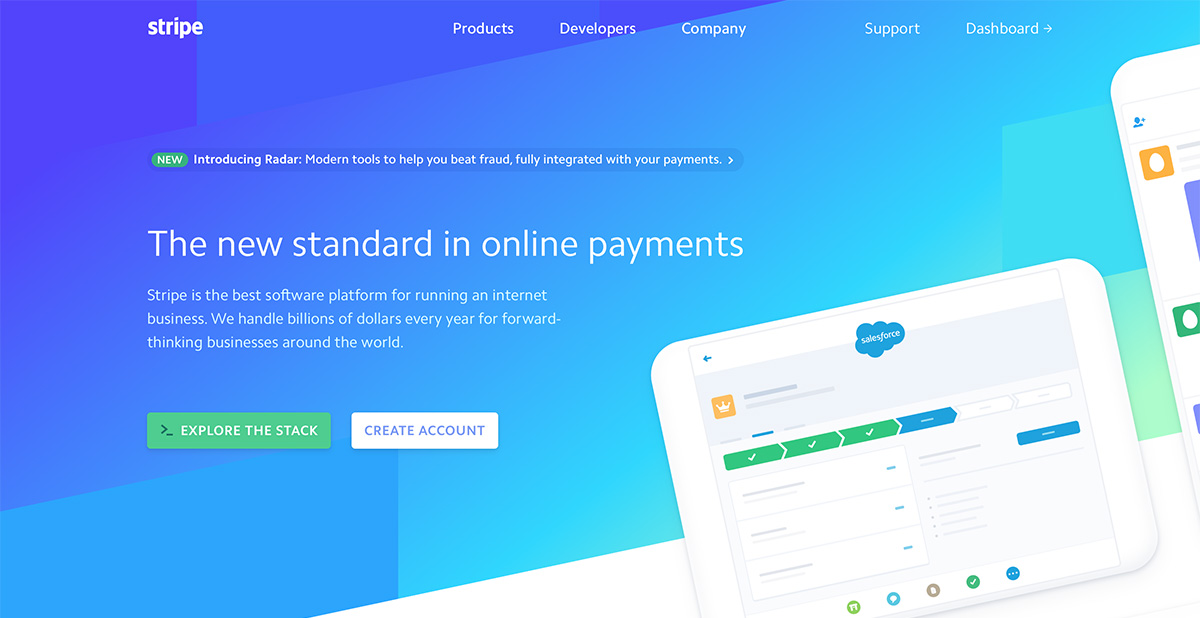 stripe
Products
Developers
Company
Support
Dashboard →
NEW Introducing Radar: Modern tools to help you beat fraud, fully integrated with your payments. >
The new standard in online payments
Stripe is the best software platform for running an internet
business. We handle billions of dollars every year for forward-
thinking businesses around the world.
>_ EXPLORE THE STACK
CREATE ACCOUNT
salesforce